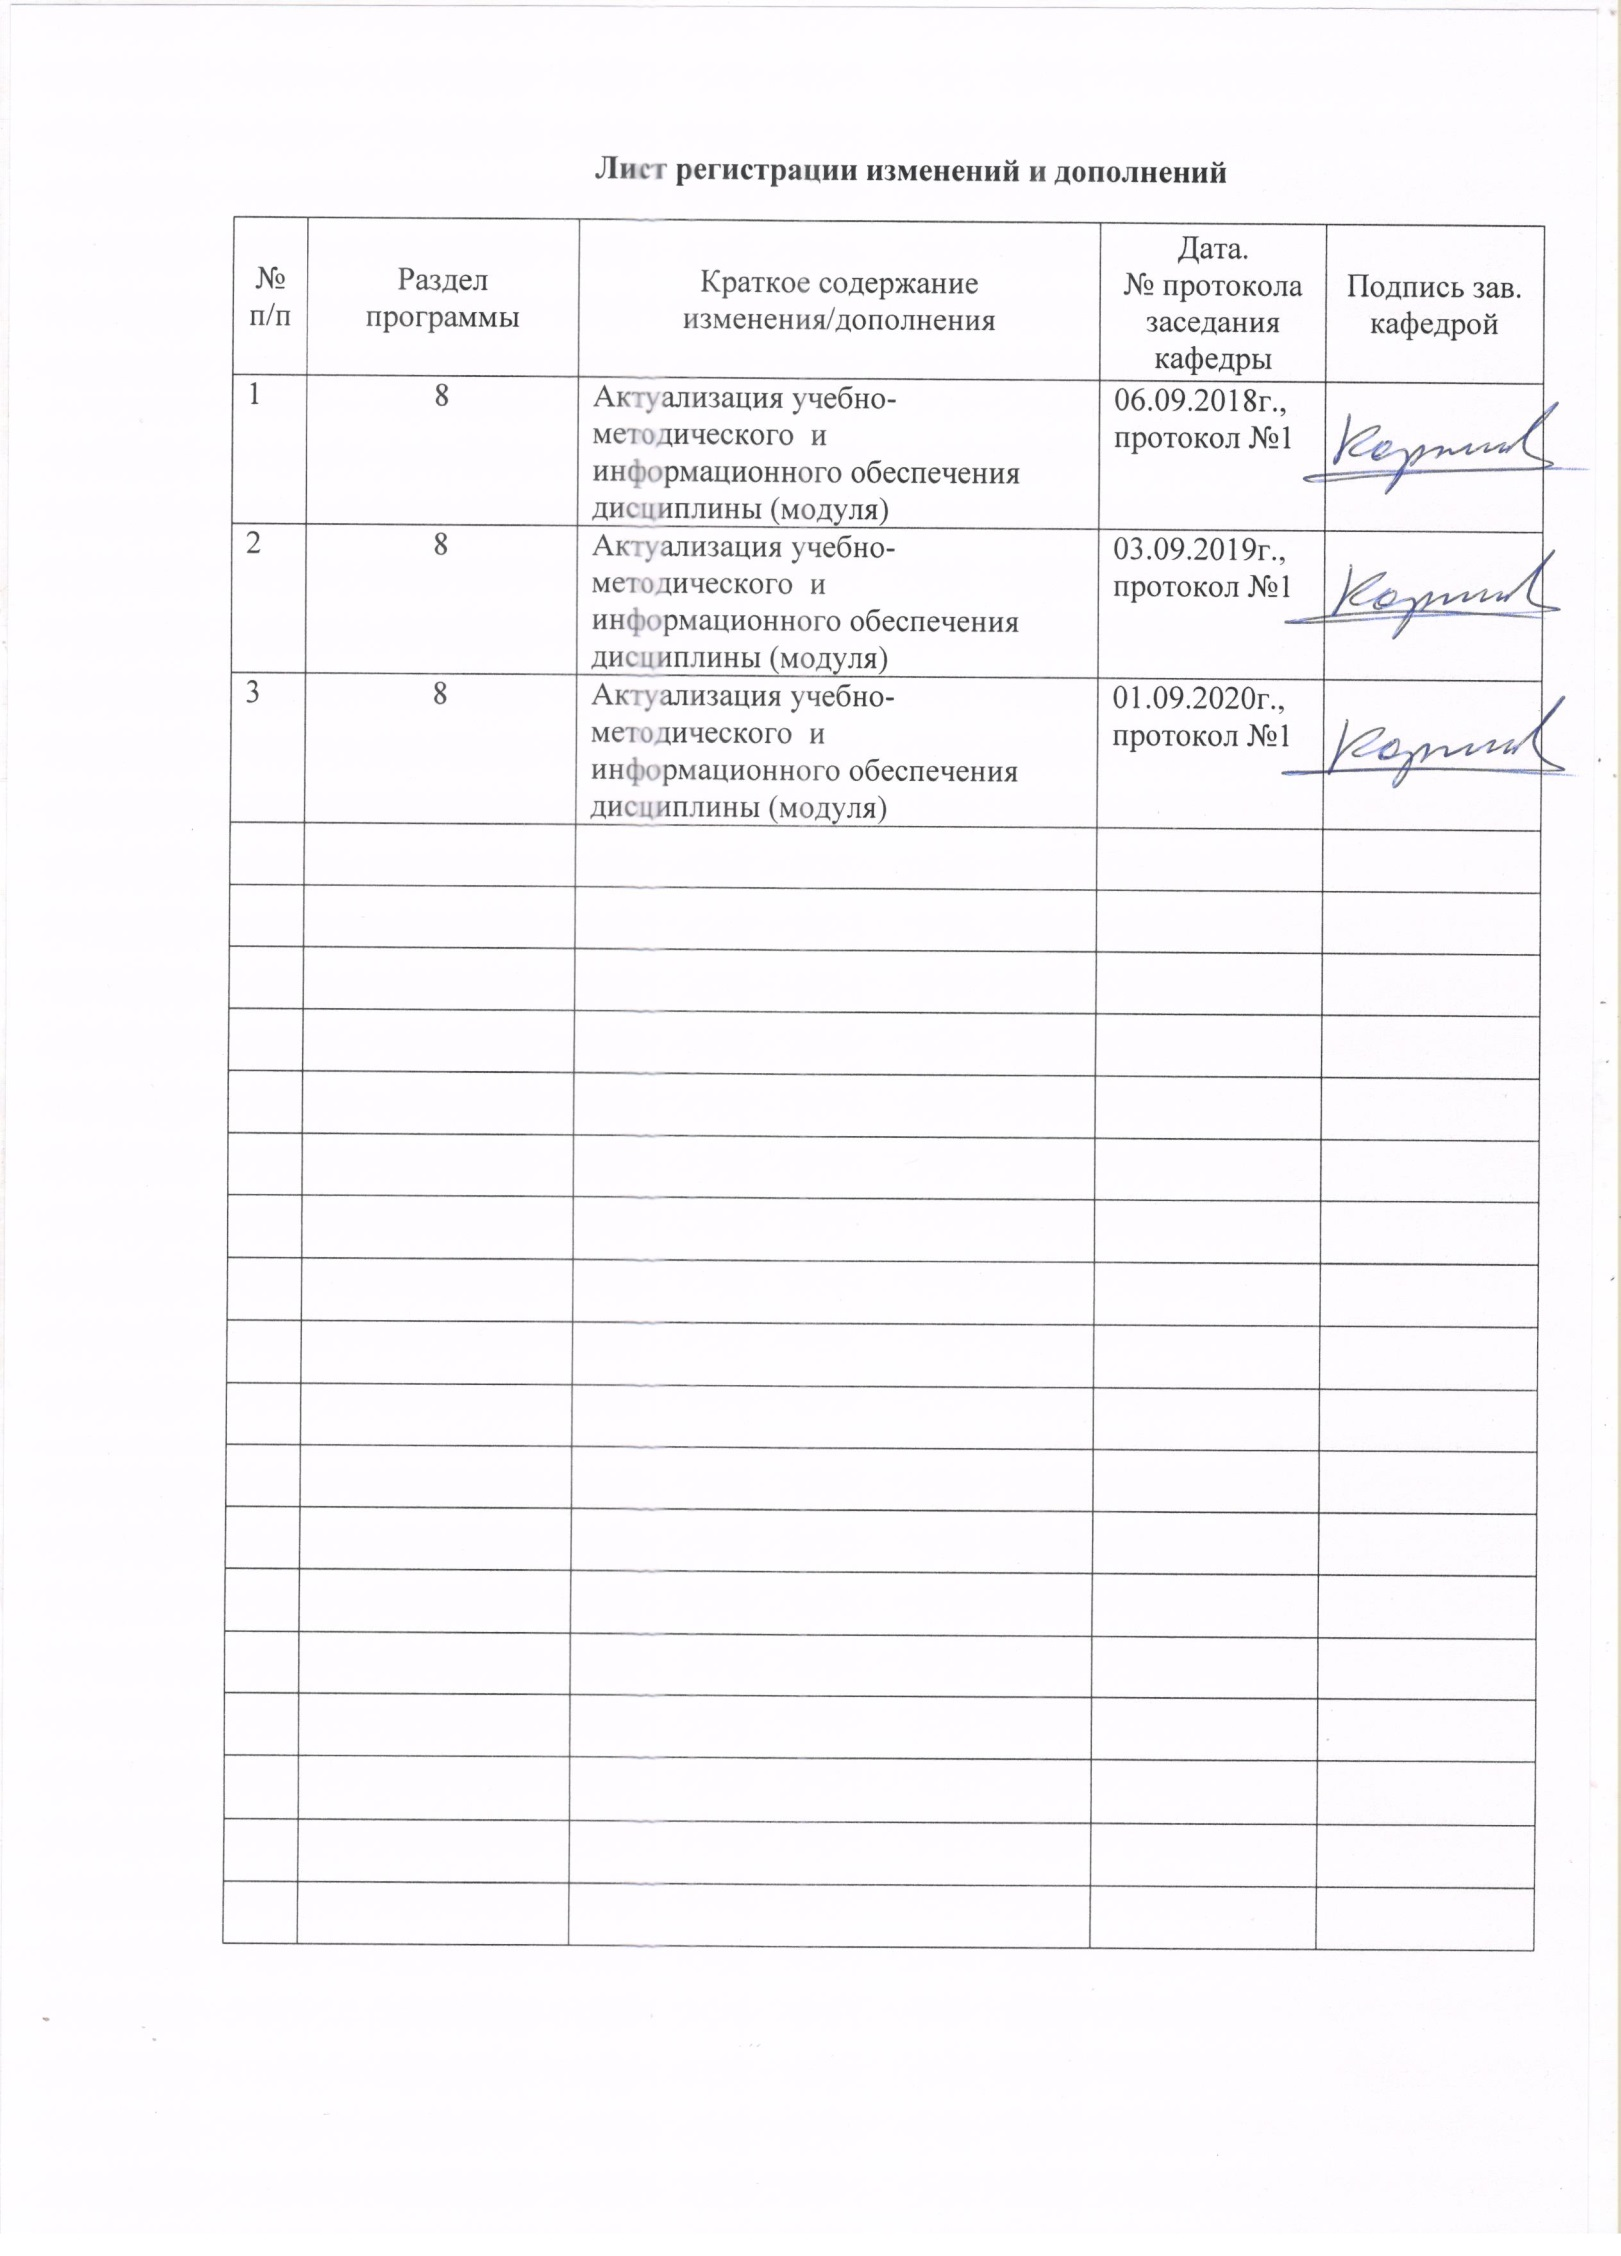 Лист регистрации изменений и дополнений
№
п/п
Раздел
программы
Краткое содержание
изменения/дополнения
Дата.
№ протокола
заседания
кафедры
Подпись зав.
кафедрой
1
8
Актуализация учебно-
методического и
информационного обеспечения
дисциплины (модуля)
06.09.2018г.,
протокол №1
2
8
Актуализация учебно-
методического и
информационного обеспечения
дисциплины (модуля)
03.09.2019г.,
протокол №1
3
8
Актуализация учебно-
методического и
информационного обеспечения
дисциплины (модуля)
01.09.2020г.,
протокол №1